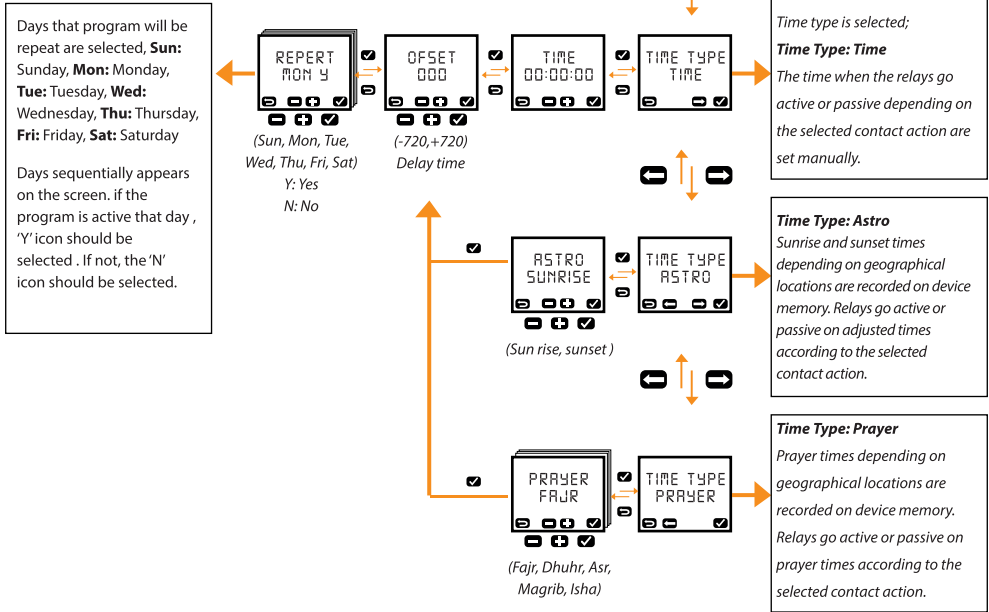 Days that program will be
repeat are selected, Sun:
Sunday, Mon: Monday,
Tue: Tuesday, Wed:
Wednesday, Thu: Thursday,
Fri: Friday, Sat: Saturday
Days sequentially appears
on the screen. if the
program is active that day ,
‘Y’ icon should be
selected . If not, the ‘N’
icon should be selected.
REPERT
MON Y
(Sun, Mon, Tue,
Wed, Thu, Fri, Sat)
Y: Yes
N: No
OFSET
000
(-720,+720)
Delay time
TIME
00:00:00
TIME TYPE
TIME
Time type is selected;
Time Type: Time
The time when the relays go
active or passive depending on
the selected contact action are
set manually.
ASTRO
SUNRISE
(Sun rise, sunset )
TIME TYPE
ASTRO
Time Type: Astro
Sunrise and sunset times
depending on geographical
locations are recorded on device
memory. Relays go active or
passive on adjusted times
according to the selected
contact action.
PRAYER
FAJR
(Fajr, Dhuhr, Asr,
Magrib, Isha)
TIME TYPE
PRAYER
Time Type: Prayer
Prayer times depending on
geographical locations are
recorded on device memory.
Relays go active or passive on
prayer times according to the
selected contact action.